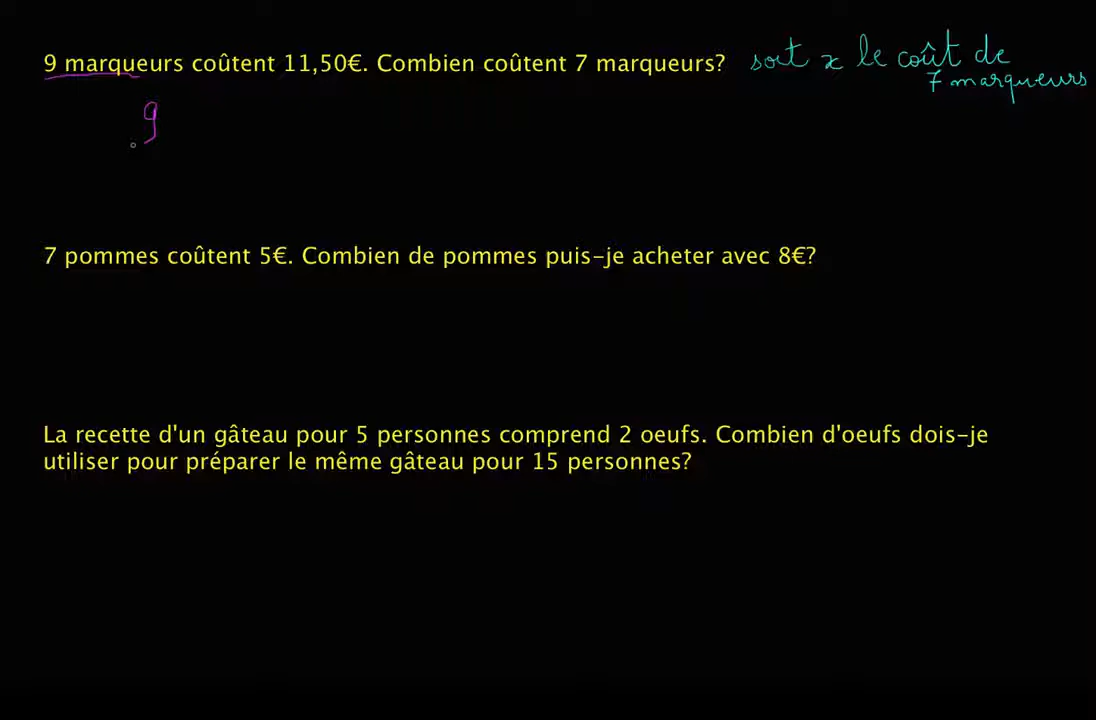 9 marqueurs coûtent 11,50€. Combien coûtent 7 marqueurs? soit x le coût de
7 marqueurs
9
7 pommes coûtent 5€. Combien de pommes puis-je acheter avec 8€?
La recette d'un gâteau pour 5 personnes comprend 2 oeufs. Combien d'oeufs dois-je
utiliser pour préparer le même gâteau pour 15 personnes?